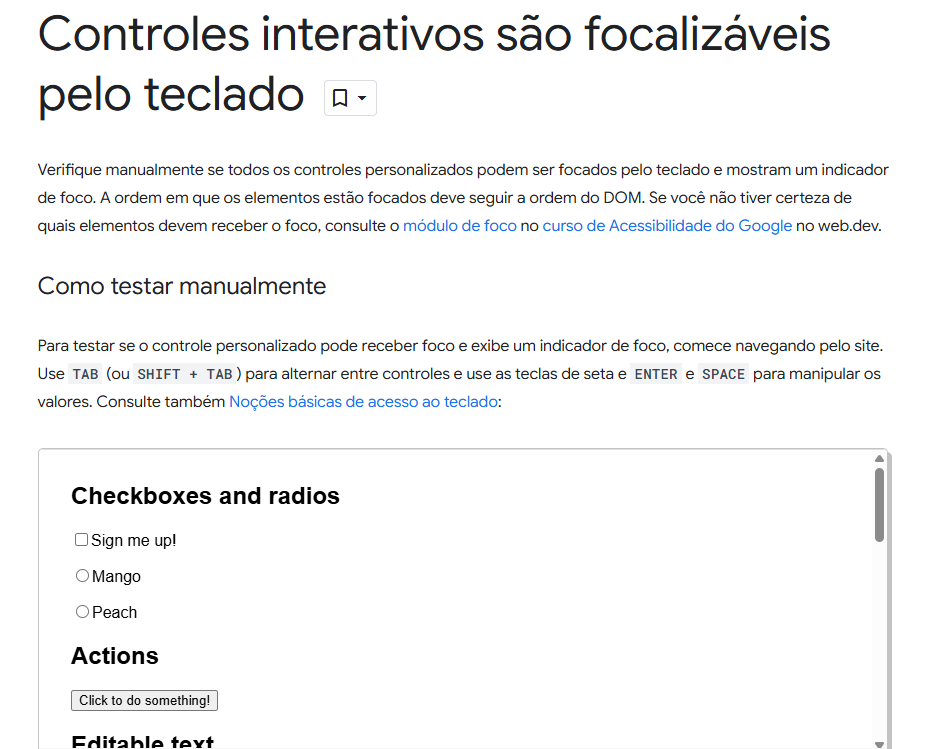 Controles interativos são focalizáveis
pelo teclado
Verifique manualmente se todos os controles personalizados podem ser focados pelo teclado e mostram um indicador
de foco. A ordem em que os elementos estão focados deve seguir a ordem do DOM. Se você não tiver certeza de
quais elementos devem receber o foco, consulte o módulo de foco no curso de Acessibilidade do Google no web.dev.
Como testar manualmente
Para testar se o controle personalizado pode receber foco e exibe um indicador de foco, comece navegando pelo site.
Use TAB (ou SHIFT + TAB) para alternar entre controles e use as teclas de seta e ENTER e SPACE para manipular os
valores. Consulte também Noções básicas de acesso ao teclado:
Checkboxes and radios
Sign me up!
Mango
Peach
Actions
Click to do something!
Editable text